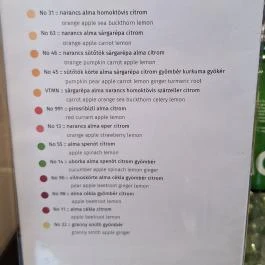 No 31 :: narancs alma homoktövis citrom
orange apple sea buckthorn lemon
No 63 :: narancs alma sárgarépa citrom
orange apple carrot lemon
No 46 :: narancs sütőtök sárgarépa alma citrom
orange pumpkin carrot apple lemon
No 45 :: sütőtök körte alma sárgarépa citrom gyömbér kurkuma gyökér
pumpkin pear apple carrot lemon ginger turmeric root
VTMN :: sárgarépa alma narancs homoktövis szárzeller citrom
carrot apple orange sea buckthorn celery lemon
No 991 :: pirosribizli alma citrom
red currant apple lemon
No 13 :: narancs alma eper citrom
orange apple strawberry lemon
No 55 :: alma spenót citrom
apple spinach lemon
No 14 :: uborka alma spenót citrom gyömbér
cucumber apple spinach lemon ginger
No 90 :: vilmoskörte alma cékla gyömbér citrom
pear apple beetroot ginger lemon
No 98 :: alma cékla citrom
apple beetroot lemon
No 11 :: alma cékla citrom
apple beetroot lemon
No 22 :: granny smith gyömbér
granny smith apple ginger